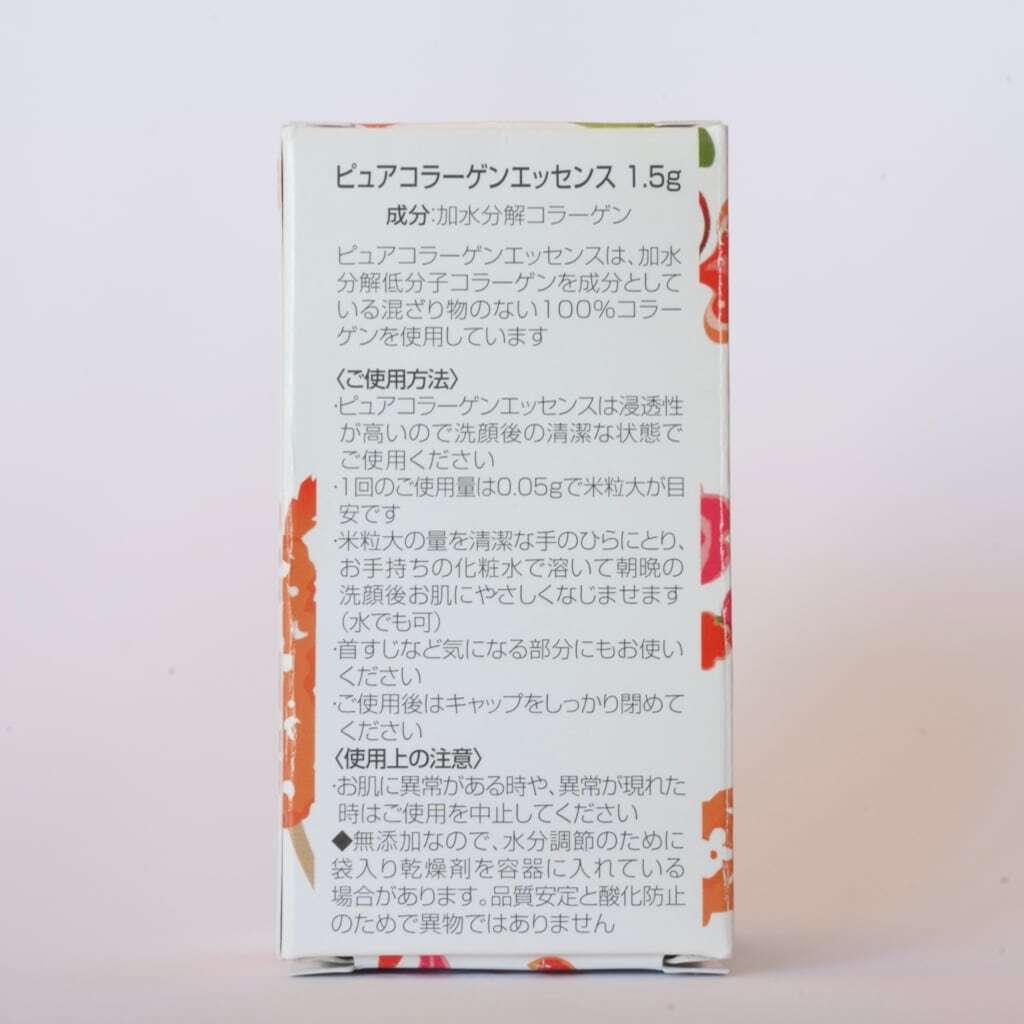 ピュアコラーゲンエッセンス 1.5g
成分:加水分解コラーゲン
ピュアコラーゲンエッセンスは、加水
分解低分子コラーゲンを成分として
いる混ざり物のない100%コラー
ゲンを使用しています
〈ご使用方法〉
·ピュアコラーゲンエッセンスは浸透性
が高いので洗顔後の清潔な状態で
ご使用ください
·1回のご使用量は0.05gで米粒大が目
安です
·米粒大の量を清潔な手のひらにとり、
お手持ちの化粧水で溶いて朝晩の
洗顔後お肌にやさしくなじませます
(水でも可)
·首すじなど気になる部分にもお使い
ください
·ご使用後はキャップをしっかり閉めて
ください
〈使用上の注意〉
·お肌に異常がある時や、異常が現れた
時はご使用を中止してください
◆無添加なので、水分調節のために
袋入り乾燥剤を容器に入れている
場合があります。品質安定と酸化防止
のためで異物ではありません